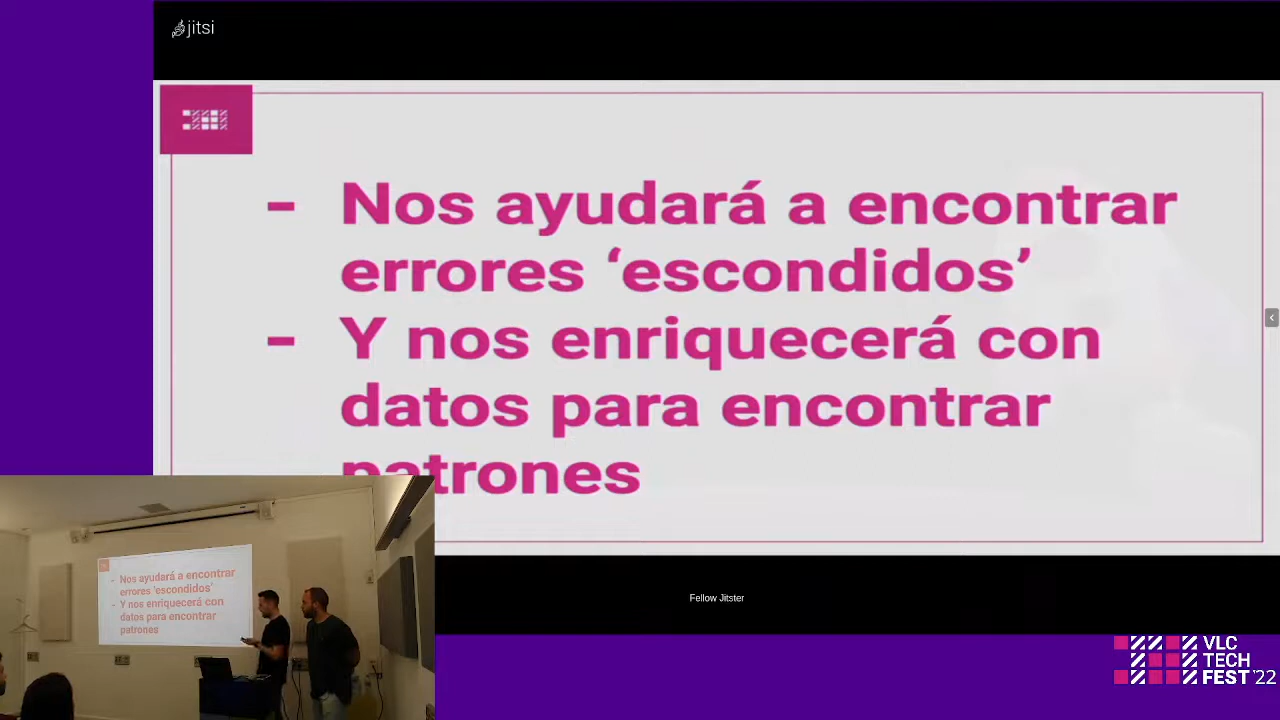 jitsi
- Nos ayudará a encontrar
errores ‘escondidos’
- Y nos enriquecerá con
datos para encontrar
patrones
- Nos ayudará a encontrar
errores 'escondidos'
- Y nos enriquecerá con
datos para encontrar
patrones
Fellow Jitster
VLC
TECH
FEST '22